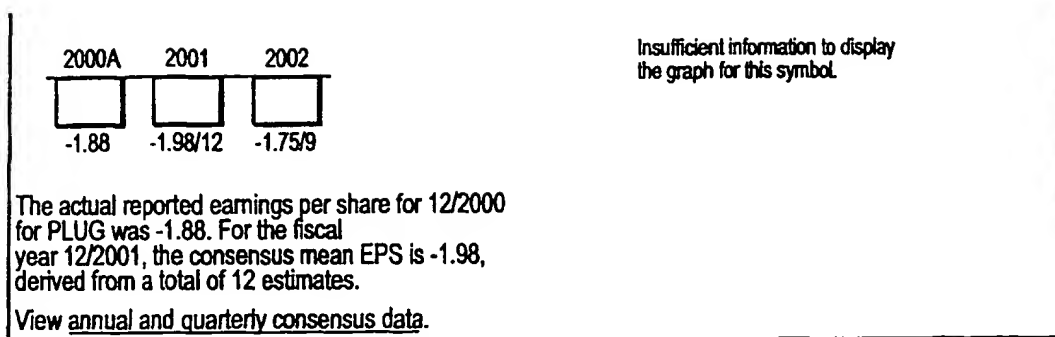 2000A 2001 2002
-1.88 -1.98/12 -1.75/9
The actual reported earnings per share for 12/2000
for PLUG was -1.88. For the fiscal
year 12/2001, the consensus mean EPS is -1.98,
derived from a total of 12 estimates.
View annual and quarterly consensus data.
Insufficient information to display
the graph for this symbol.